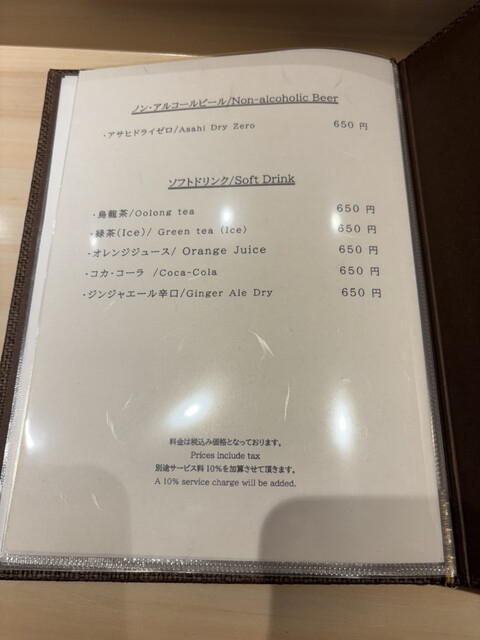 ノン・アルコールビール/Non-alcoholic Beer
・アサヒドライゼロ/Asahi Dry Zero 650 円
ソフトドリンク/Soft Drink
・烏龍茶/Oolong tea 650 円
・緑茶(Ice)/ Green tea (Ice) 650 円
・オレンジジュース/ Orange Juice 650 円
・コカ・コーラ /Coca-Cola 650 円
・ジンジャエール辛口/Ginger Ale Dry 650 円
料金は税込み価格となっております。
Prices include tax
別途サービス料 10%を加算させて頂きます。
A 10% service charge will be added.